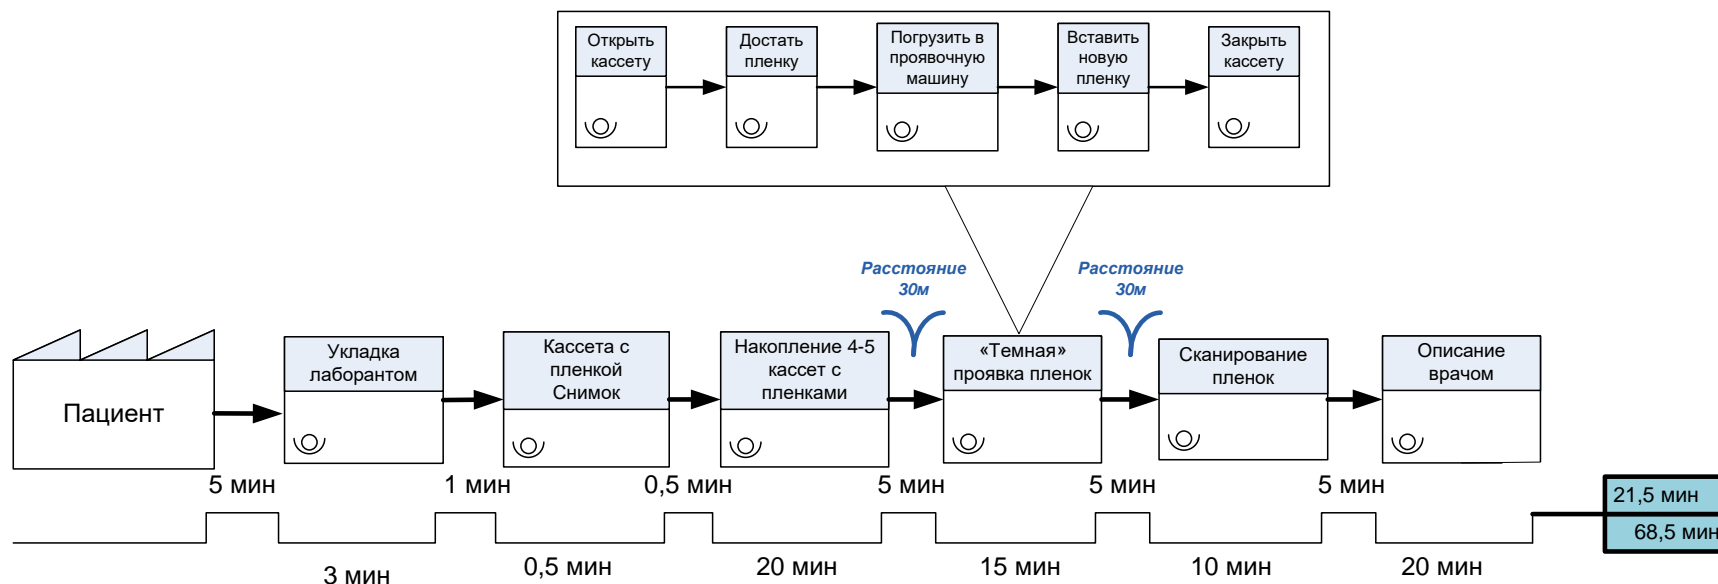 Открыть
кассету
Достать
пленку
Погрузить в
проявочную
машину
Вставить
новую
пленку
Закрыть
кассету
Расстояние
30м
Расстояние
30м
Пациент
Укладка
лаборантом
Кассета с
пленкой
Снимок
Накопление 4-5
кассет с
пленками
«Темная»
проявка пленок
Сканирование
пленок
Описание
врачом
5 мин
1 мин
0,5 мин
5 мин
5 мин
5 мин
21,5 мин
68,5 мин
3 мин
0,5 мин
20 мин
15 мин
10 мин
20 мин